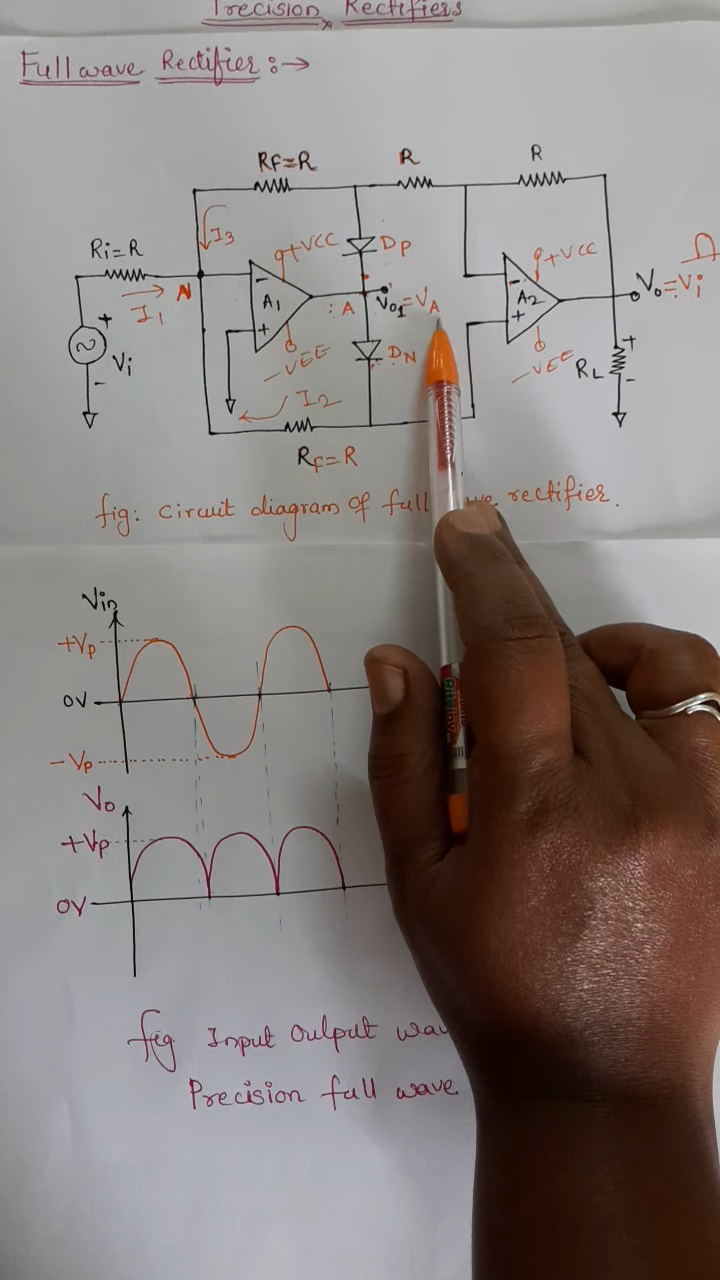 Precision Rectifiers
Full wave Rectifier :→
RF=R
R
R
I3
+VCC
DP
+VCC
Ri=R
N
-
A1
+
: A
Vo1=VA
-
A2
+
Vo=Vi
I1
+
Vi
-
-VEE
DN
-VEE
RL
+
-
I2
RF=R
fig: Circuit diagram of full rectifier.
Vin
+Vp
0V
-Vp
Vo
+Vp
0V
fig Input Output
Precision full wave